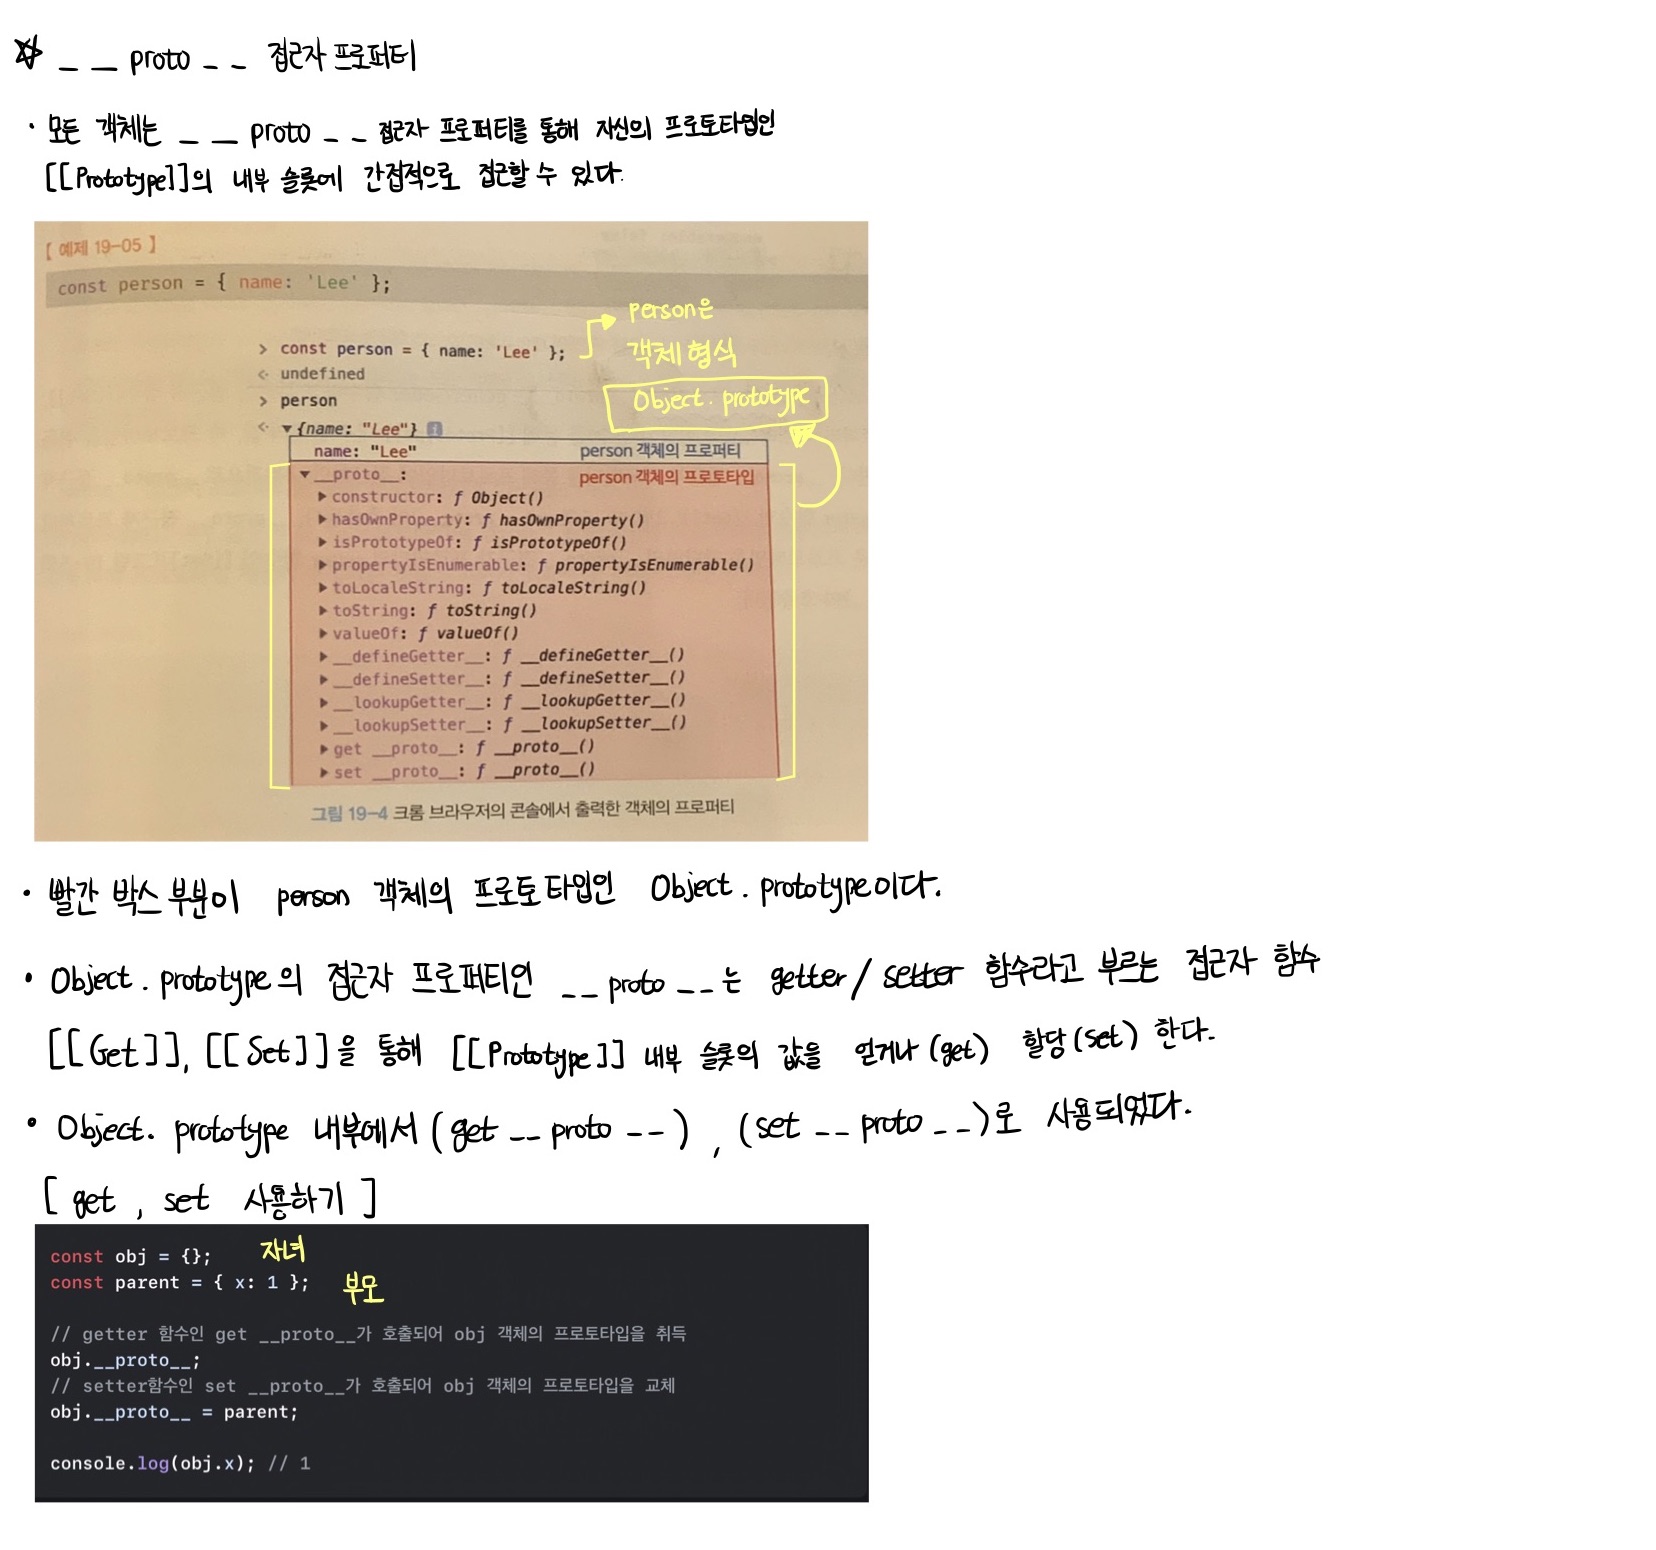 ☆ __proto__ 접근자 프로퍼티
· 모든 객체는 __proto__ 접근자 프로퍼티를 통해 자신의 프로토타입인
[[Prototype]]의 내부 슬롯에 간접적으로 접근할 수 있다.
【 예제 19-05 】
const person = { name: 'Lee' };
> const person = { name: 'Lee' };
person은
객체 형식
<· undefined
Object.prototype
> person
<· ▼{name: "Lee"} i
name: "Lee" person 객체의 프로퍼티
▼__proto__: person 객체의 프로토타입
▶constructor: ƒ Object()
▶hasOwnProperty: ƒ hasOwnProperty()
▶isPrototypeOf: ƒ isPrototypeOf()
▶propertyIsEnumerable: ƒ propertyIsEnumerable()
▶toLocaleString: ƒ toLocaleString()
▶toString: ƒ toString()
▶valueOf: ƒ valueOf()
▶__defineGetter__: ƒ __defineGetter__()
▶__defineSetter__: ƒ __defineSetter__()
▶__lookupGetter__: ƒ __lookupGetter__()
▶__lookupSetter__: ƒ __lookupSetter__()
▶get __proto__: ƒ __proto__()
▶set __proto__: ƒ __proto__()
그림 19-4 크롬 브라우저의 콘솔에서 출력한 객체의 프로퍼티
· 빨간 박스 부분이 person 객체의 프로토타입인 Object.prototype이다.
· Object.prototype의 접근자 프로퍼티인 __proto__는 getter/setter 함수라고 부르는 접근자 함수
[[Get]], [[Set]]을 통해 [[Prototype]] 내부 슬롯의 값을 얻거나(get) 할당(set) 한다.
· Object.prototype 내부에서 (get __proto__), (set __proto__)로 사용되었다.
[ get, set 사용하기 ]
const obj = {}; 자녀
const parent = { x: 1 }; 부모
// getter 함수인 get __proto__가 호출되어 obj 객체의 프로토타입을 취득
obj.__proto__;
// setter함수인 set __proto__가 호출되어 obj 객체의 프로토타입을 교체
obj.__proto__ = parent;
console.log(obj.x); // 1